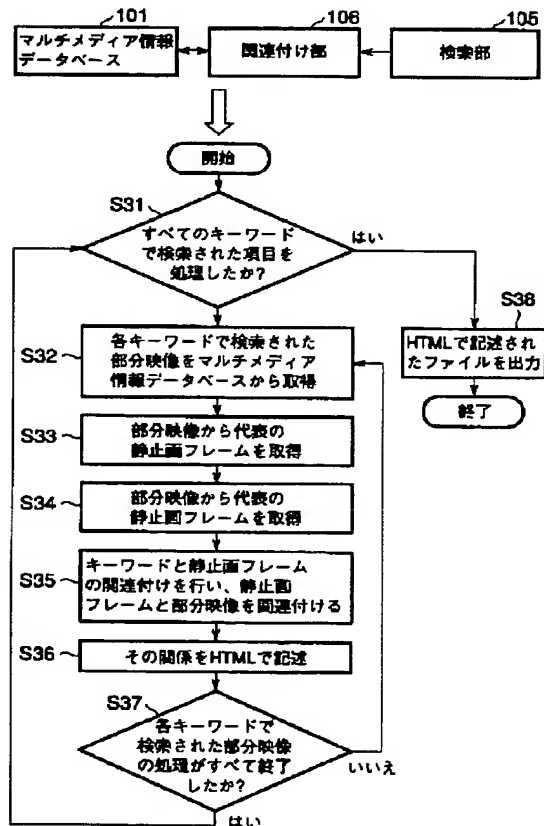 101
106
105
マルチメディア情報
データベース
関連付け部
検索部
開始
S31
すべてのキーワード
で検索された項目を
処理したか?
はい
S38
HTMLで記述され
たファイルを出力
終了
S32
各キーワードで検索された
部分映像をマルチメディア
情報データベースから取得
S33
部分映像から代表の
静止画フレームを取得
S34
部分映像から代表の
静止画フレームを取得
S35
キーワードと静止画フレーム
の関連付けを行い、静止画
フレームと部分映像を関連付ける
S36
その関係をHTMLで記述
S37
各キーワードで
検索された部分映像
の処理がすべて終了
したか?
いいえ
はい